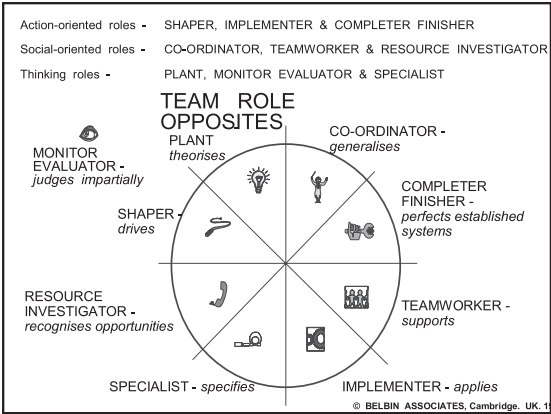 Action-oriented roles - SHAPER, IMPLEMENTER & COMPLETER FINISHER
Social-oriented roles - CO-ORDINATOR, TEAMWORKER & RESOURCE INVESTIGATOR
Thinking roles - PLANT, MONITOR EVALUATOR & SPECIALIST
TEAM ROLE
OPPOSITES
PLANT
theorises
CO-ORDINATOR -
generalises
MONITOR
EVALUATOR -
judges impartially
COMPLETER
FINISHER -
perfects established
systems
SHAPER -
drives
RESOURCE
INVESTIGATOR -
recognises opportunities
TEAMWORKER -
supports
SPECIALIST - specifies
IMPLEMENTER - applies
© BELBIN ASSOCIATES, Cambridge. UK.